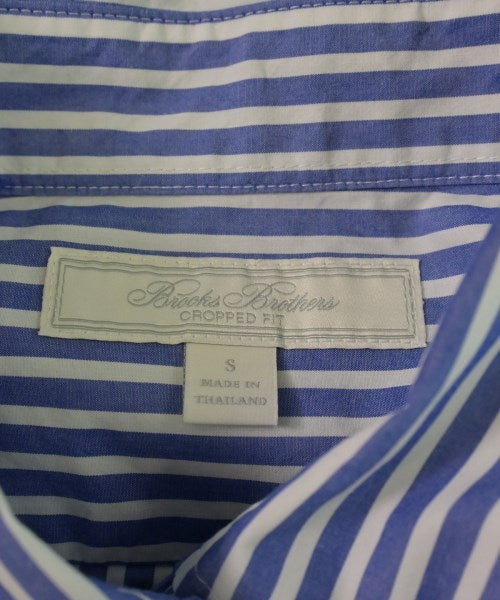 Brooks Brothers
CROPPED FIT
S
MADE IN
THAILAND